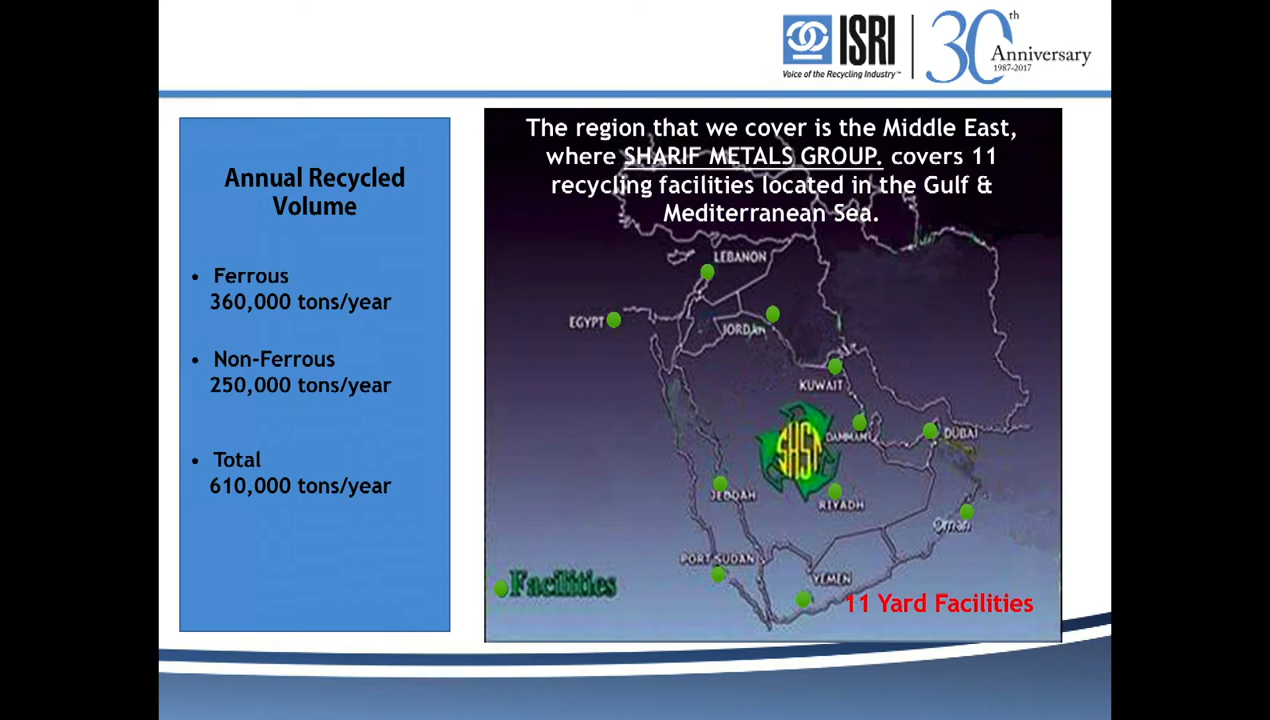 ISRI
Voice of the Recycling Industry™
30th
Anniversary
1987-2017
Annual Recycled
Volume
• Ferrous
360,000 tons/year
• Non-Ferrous
250,000 tons/year
• Total
610,000 tons/year
The region that we cover is the Middle East,
where SHARIF METALS GROUP. covers 11
recycling facilities located in the Gulf &
Mediterranean Sea.
LEBANON
EGYPT
JORDAN
KUWAIT
DAMMAM
DUBAI
SHST
JEDDAH
RIYADH
Oman
PORT SUDAN
YEMEN
Facilities
11 Yard Facilities